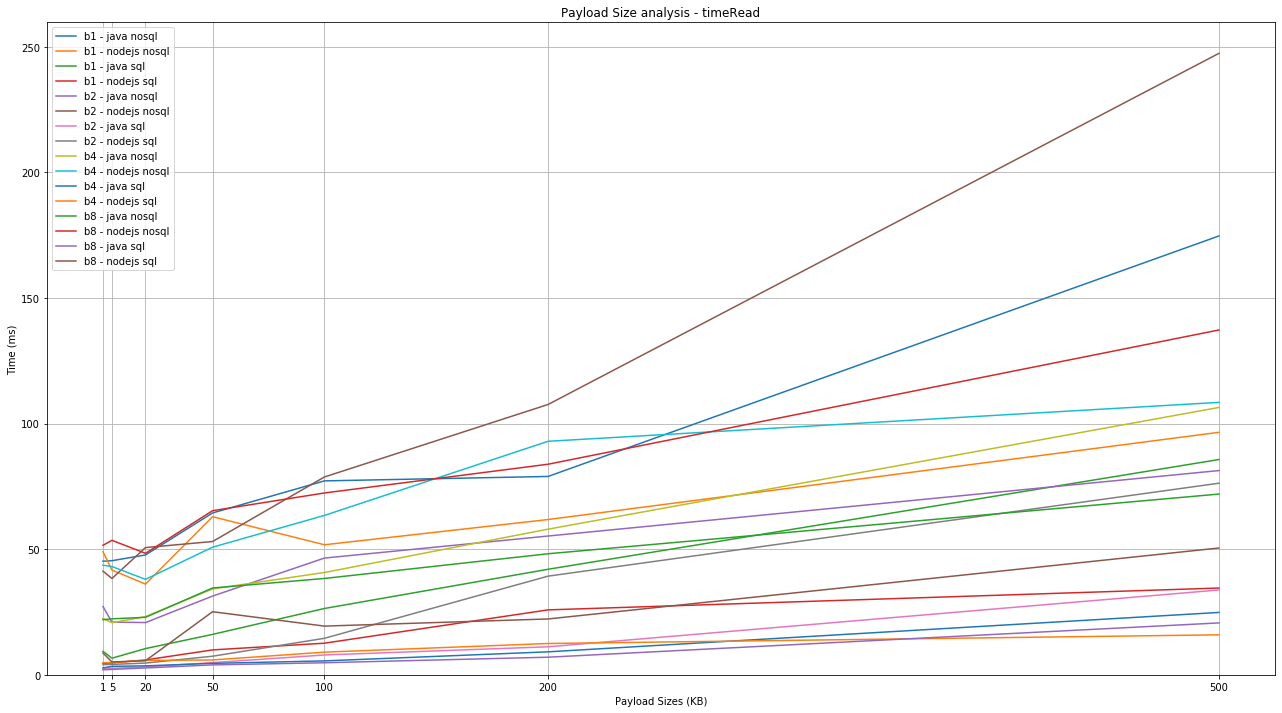 Payload Size analysis - timeRead
b1 - java nosql
b1 - nodejs nosql
b1 - java sql
b1 - nodejs sql
b2 - java nosql
b2 - nodejs nosql
b2 - java sql
b2 - nodejs sql
b4 - java nosql
b4 - nodejs nosql
b4 - java sql
b4 - nodejs sql
b8 - java nosql
b8 - nodejs nosql
b8 - java sql
b8 - nodejs sql
250
200
150
100
50
0
Time (ms)
1 5 20 50 100 200 500
Payload Sizes (KB)